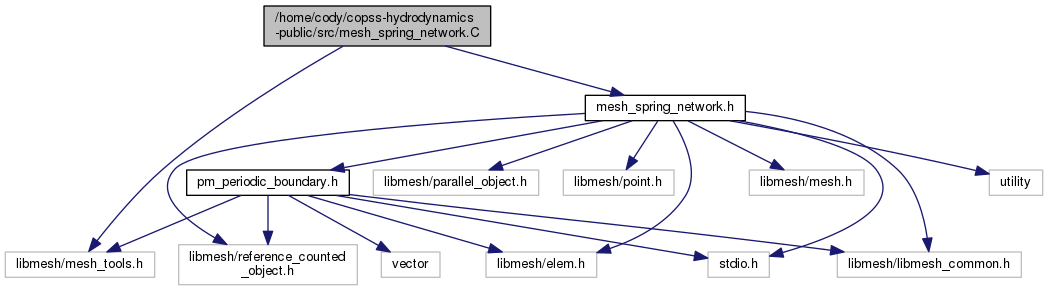 /home/cody/copss-hydrodynamics
-public/src/mesh_spring_network.C
mesh_spring_network.h
pm_periodic_boundary.h
libmesh/parallel_object.h
libmesh/point.h
libmesh/mesh.h
utility
libmesh/mesh_tools.h
libmesh/reference_counted
_object.h
vector
libmesh/elem.h
stdio.h
libmesh/libmesh_common.h